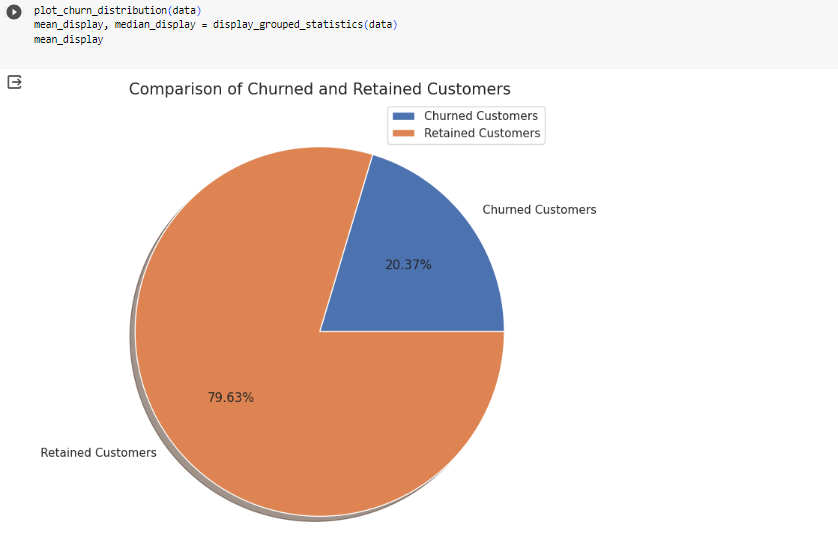 plot_churn_distribution(data)
mean_display, median_display = display_grouped_statistics(data)
mean_display
Comparison of Churned and Retained Customers
Churned Customers
Retained Customers
Churned Customers
20.37%
79.63%
Retained Customers